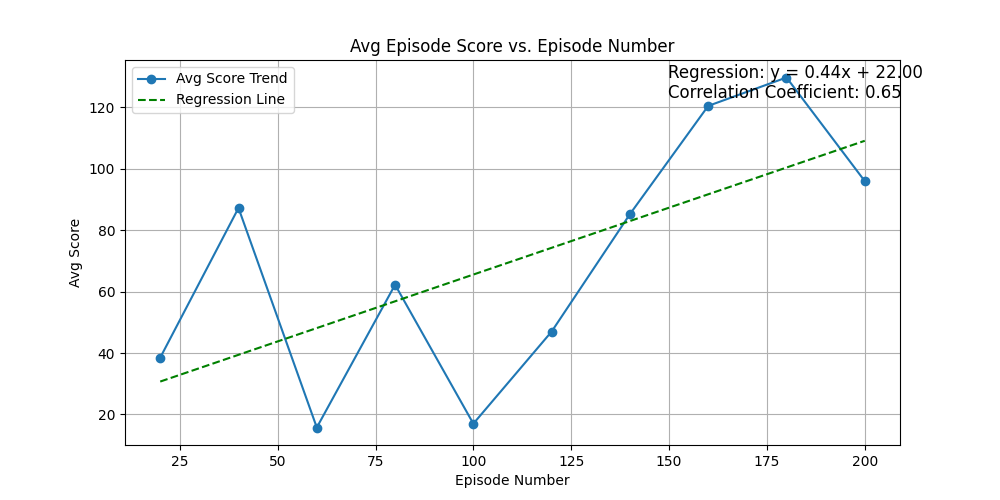 Avg Episode Score vs. Episode Number
Avg Score Trend
Regression Line
Regression: y = 0.44x + 22.00
Correlation Coefficient: 0.65
Avg Score
120
100
80
60
40
20
25 50 75 100 125 150 175 200
Episode Number